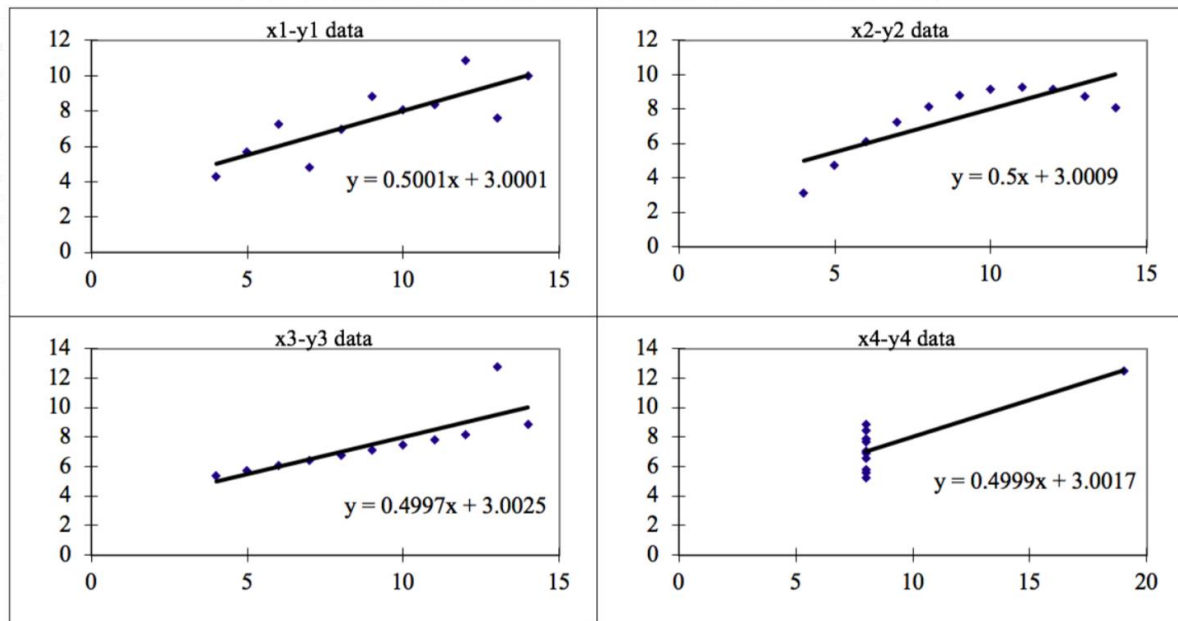 x1-y1 data
12
10
8
6
4
2
0
y = 0.5001x + 3.0001
0 5 10 15
x2-y2 data
12
10
8
6
4
2
0
y = 0.5x + 3.0009
0 5 10 15
x3-y3 data
14
12
10
8
6
4
2
0
y = 0.4997x + 3.0025
0 5 10 15
x4-y4 data
14
12
10
8
6
4
2
0
y = 0.4999x + 3.0017
0 5 10 15 20